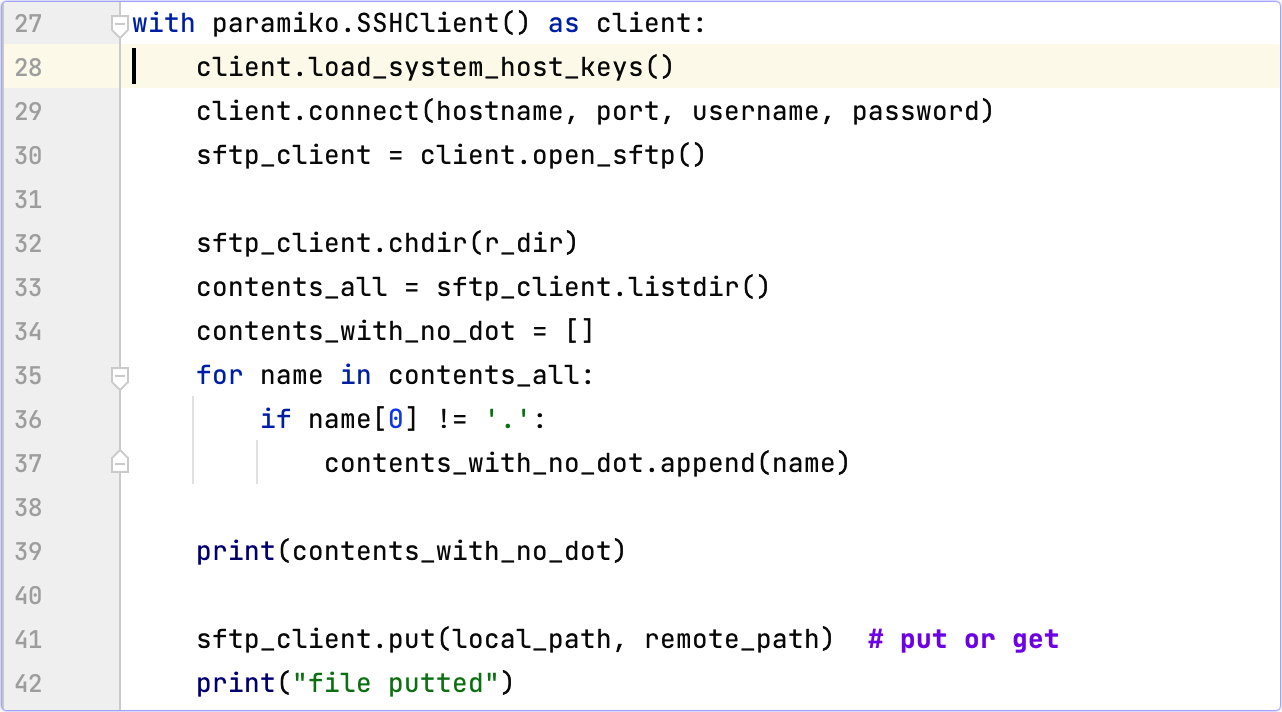 27 with paramiko.SSHClient() as client:
28     client.load_system_host_keys()
29     client.connect(hostname, port, username, password)
30     sftp_client = client.open_sftp()
31
32     sftp_client.chdir(r_dir)
33     contents_all = sftp_client.listdir()
34     contents_with_no_dot = []
35     for name in contents_all:
36         if name[0] != '.':
37             contents_with_no_dot.append(name)
38
39     print(contents_with_no_dot)
40
41     sftp_client.put(local_path, remote_path)  # put or get
42     print("file putted")